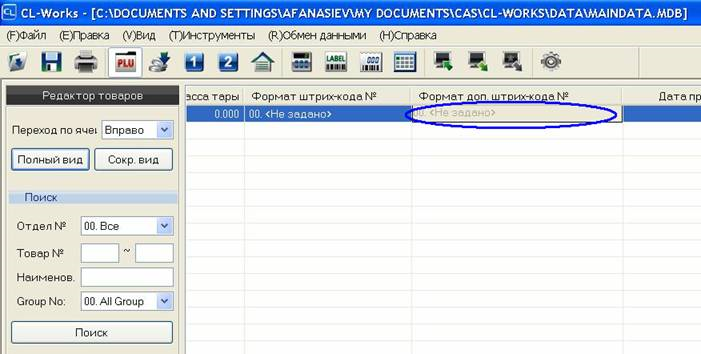 CL-Works - [C:\DOCUMENTS AND SETTINGS\AFANASIEV\MY DOCUMENTS\CAS\CL-WORKS\DATA\MAINDATA.MDB]
(F)Файл (E)Правка (V)Вид (T)Инструменты (R)Обмен данными (H)Справка
PLU 1 2 LABEL 000
Редактор товаров
асса тары Формат штрих-кода № Формат доп. штрих-кода № Дата пр
0.000 00. <Не задано> 00. <Не задано>
Переход по ячеи Вправо
Полный вид Сокр. вид
Поиск
Отдел № 00. Все
Товар № ~
Наименов.
Group No: 00. All Group
Поиск